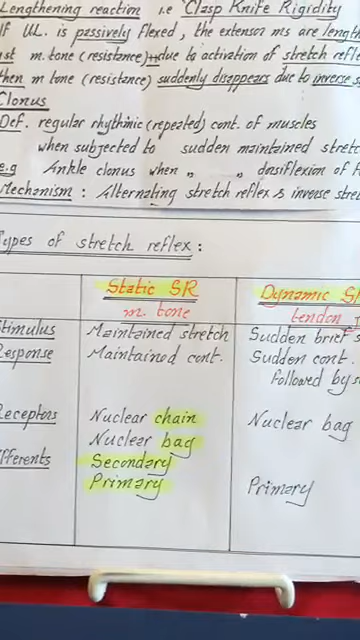 Lengthening reaction i.e Clasp Knife Rigidity
If UL. is passively flexed, the extensor ms are length
m. tone (resistance) due to activation of stretch refle
then m tone (resistance) suddenly disappears due to inverse s
Clonus
Def. regular rhythmic (repeated) cont. of muscles
when subjected to sudden maintained stretc
e.g Ankle clonus when " " dosiflexion of f
Mechanism : Alternating stretch reflex & inverse stre
Types of stretch reflex :
Static SR Dynamic S
m. tone tendon
Stimulus Maintained stretch Sudden brief s
Response Maintained cont. Sudden cont.
followed by s
Receptors Nuclear chain Nuclear bag
Nuclear bag
fferents Secondary
Primary Primary